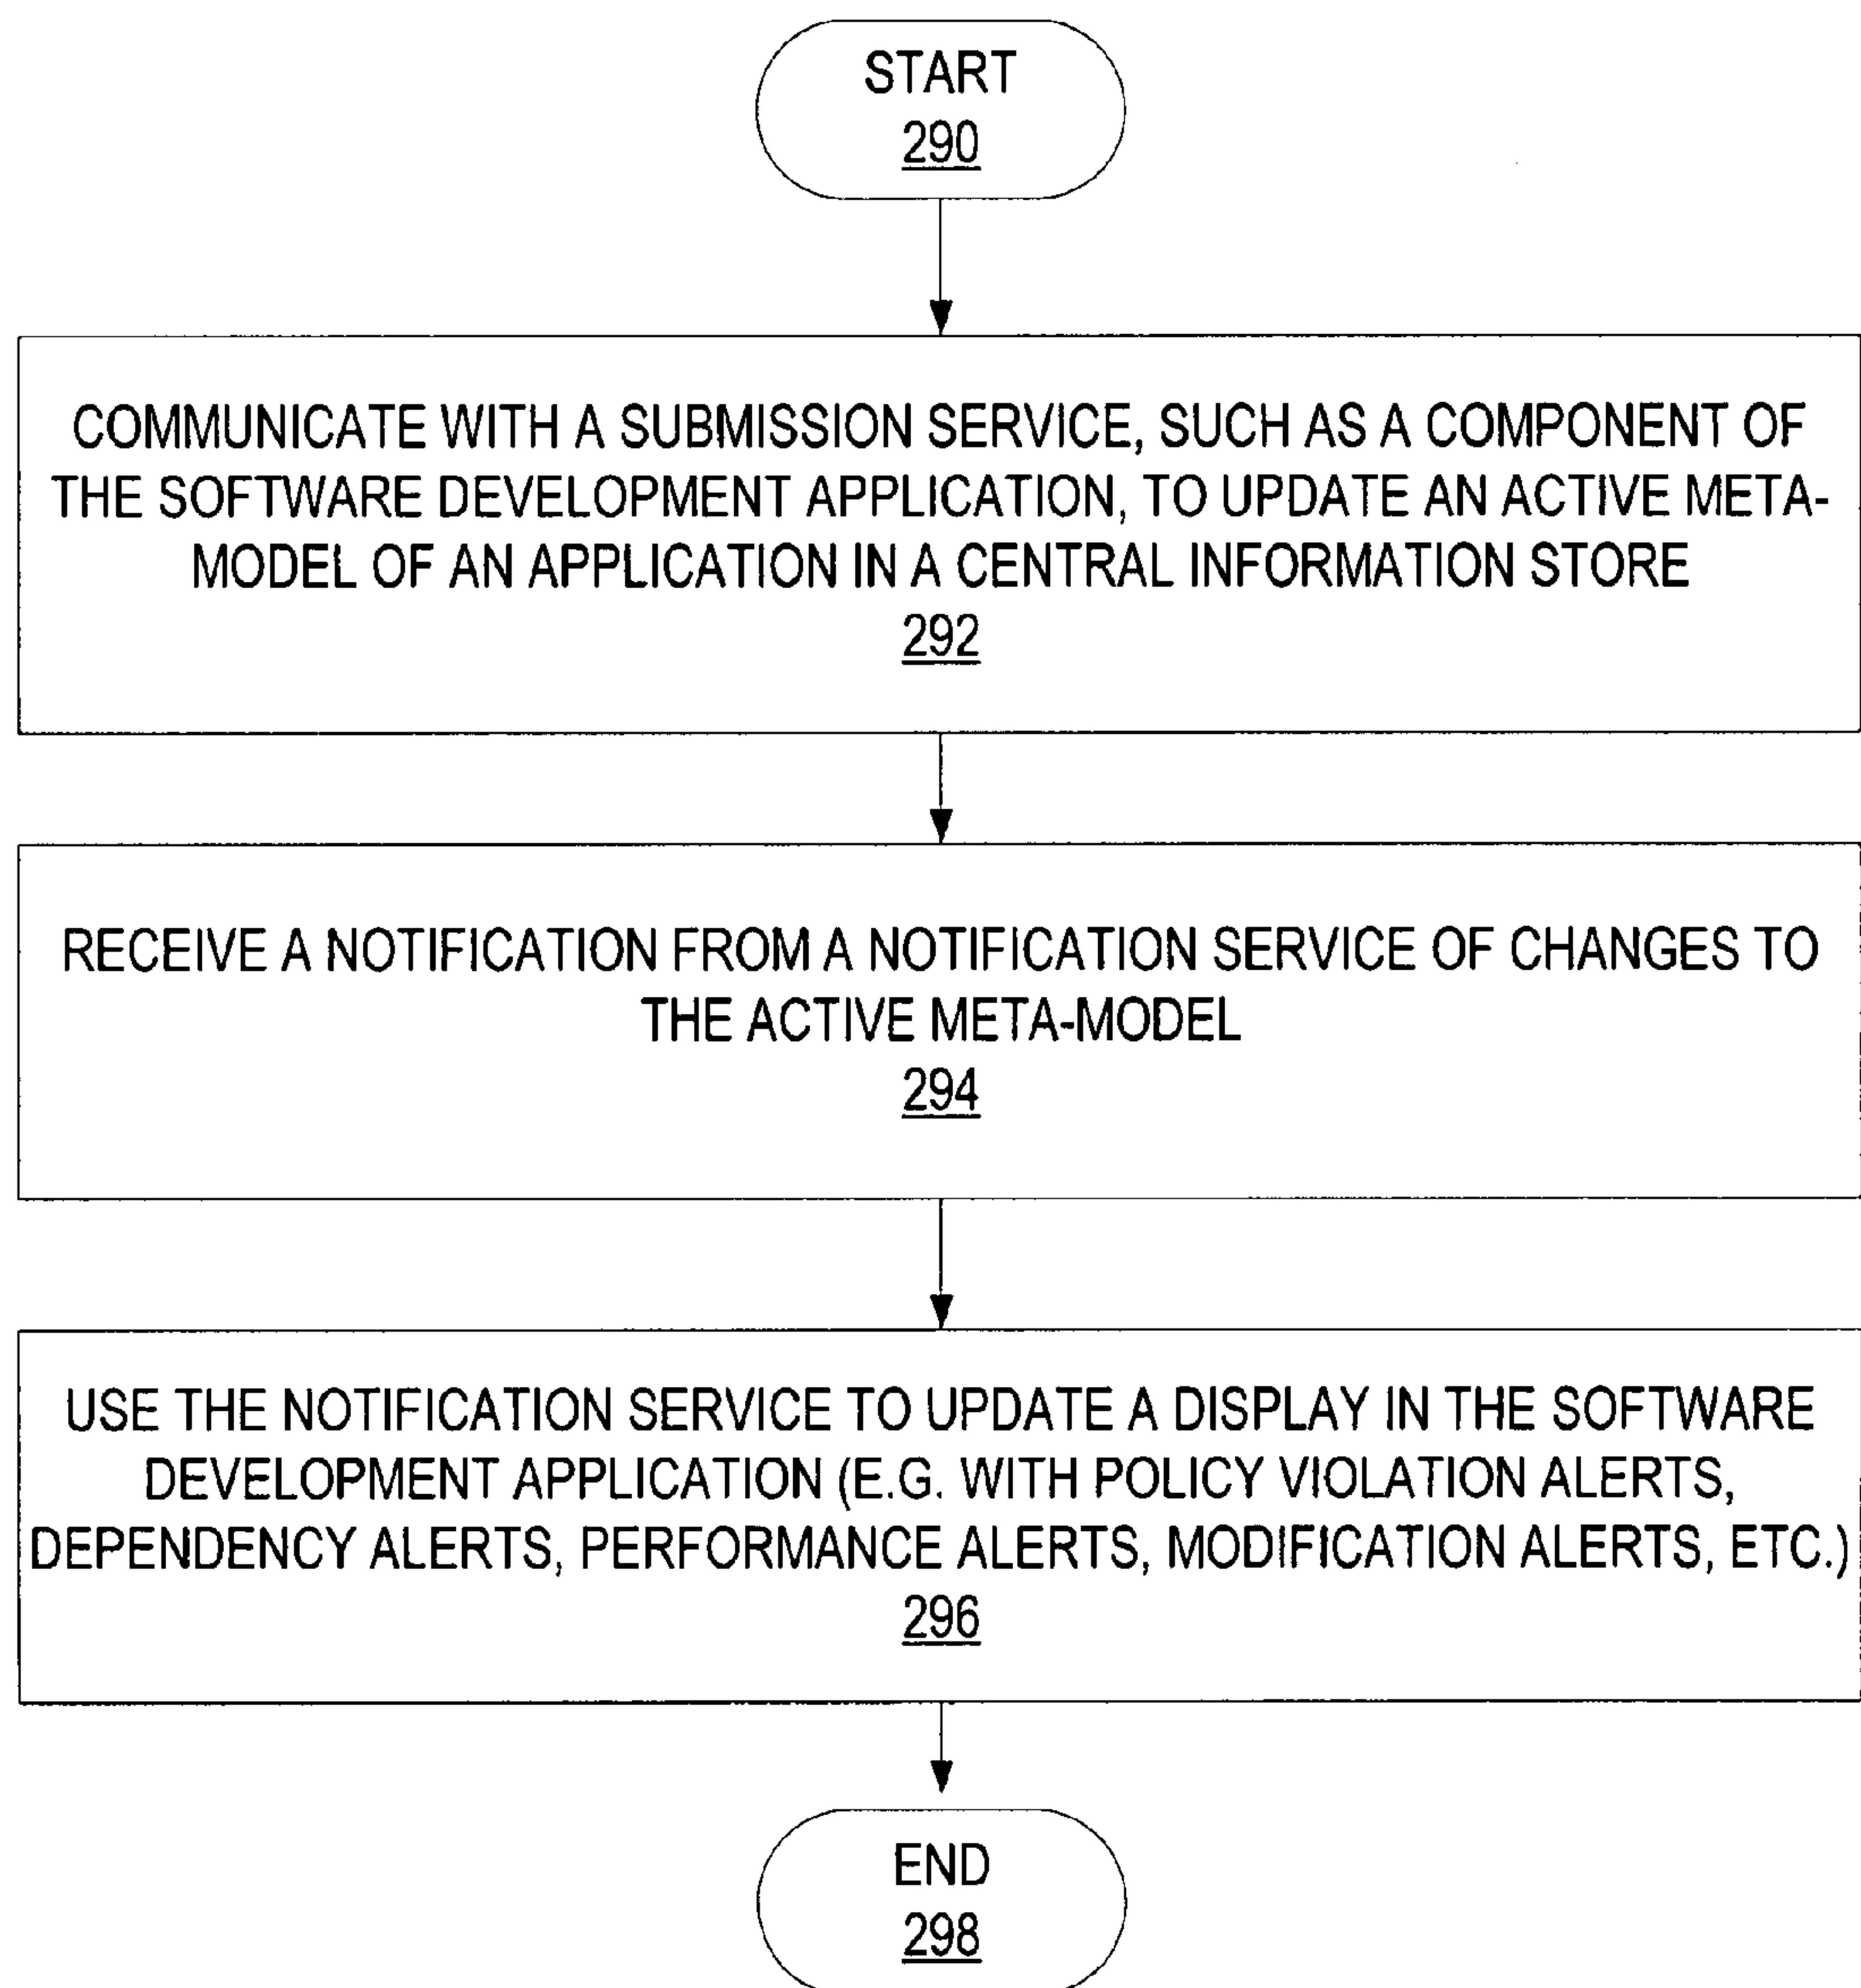 START
290
COMMUNICATE WITH A SUBMISSION SERVICE, SUCH AS A COMPONENT OF
THE SOFTWARE DEVELOPMENT APPLICATION, TO UPDATE AN ACTIVE META-
MODEL OF AN APPLICATION IN A CENTRAL INFORMATION STORE
292
RECEIVE A NOTIFICATION FROM A NOTIFICATION SERVICE OF CHANGES TO
THE ACTIVE META-MODEL
294
USE THE NOTIFICATION SERVICE TO UPDATE A DISPLAY IN THE SOFTWARE
DEVELOPMENT APPLICATION (E.G. WITH POLICY VIOLATION ALERTS,
DEPENDENCY ALERTS, PERFORMANCE ALERTS, MODIFICATION ALERTS, ETC.)
296
END
298